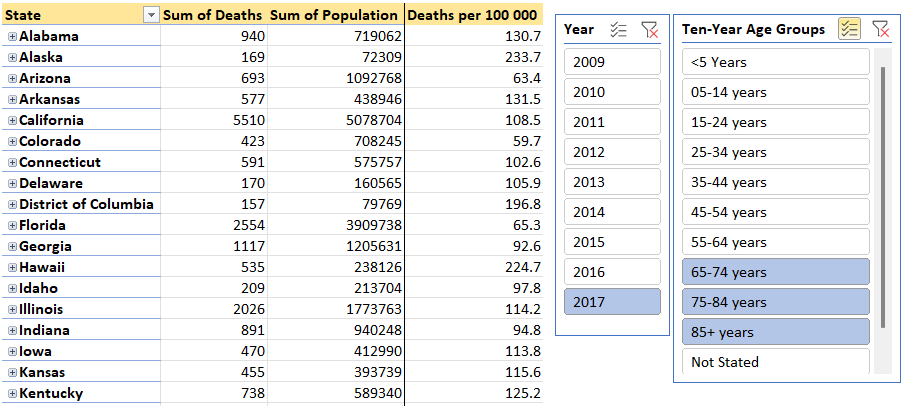 State Sum of Deaths Sum of Population Deaths per 100 000
Alabama 940 719062 130.7
Alaska 169 72309 233.7
Arizona 693 1092768 63.4
Arkansas 577 438946 131.5
California 5510 5078704 108.5
Colorado 423 708245 59.7
Connecticut 591 575757 102.6
Delaware 170 160565 105.9
District of Columbia 157 79769 196.8
Florida 2554 3909738 65.3
Georgia 1117 1205631 92.6
Hawaii 535 238126 224.7
Idaho 209 213704 97.8
Illinois 2026 1773763 114.2
Indiana 891 940248 94.8
Iowa 470 412990 113.8
Kansas 455 393739 115.6
Kentucky 738 589340 125.2
Year
2009
2010
2011
2012
2013
2014
2015
2016
2017
Ten-Year Age Groups
<5 Years
05-14 years
15-24 years
25-34 years
35-44 years
45-54 years
55-64 years
65-74 years
75-84 years
85+ years
Not Stated